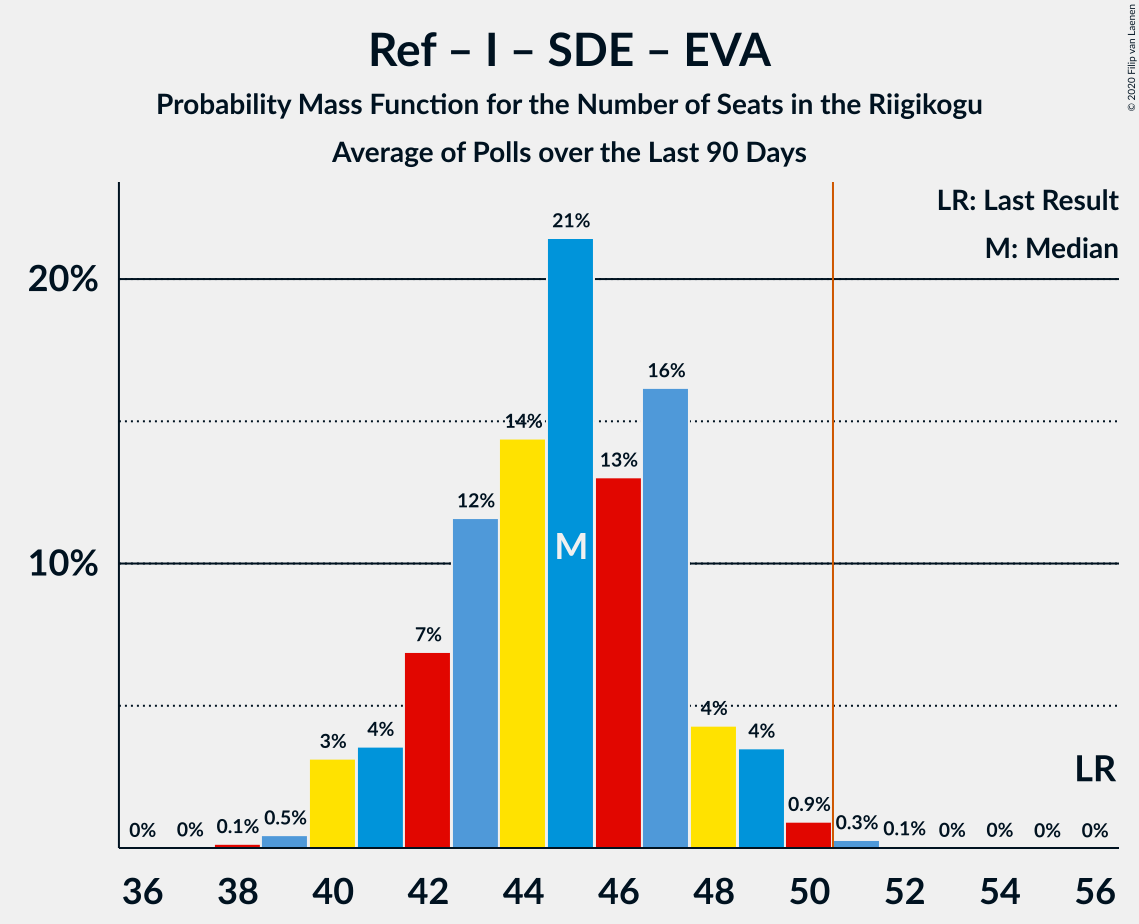 Ref – I – SDE – EVA
Probability Mass Function for the Number of Seats in the Riigikogu
Average of Polls over the Last 90 Days
© 2020 Filip van Laenen
LR: Last Result
M: Median
20%
10%
0% 0% 0.1% 0.5% 3% 4% 7% 12% 14% 21% 13% 16% 4% 4% 0.9% 0.3% 0.1% 0% 0% 0% 0%
M
LR
36 38 40 42 44 46 48 50 52 54 56